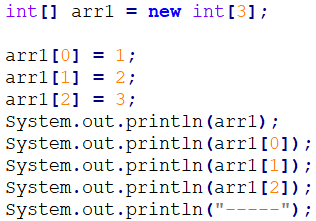 int[] arr1 = new int[3];
arr1[0] = 1;
arr1[1] = 2;
arr1[2] = 3;
System.out.println(arr1);
System.out.println(arr1[0]);
System.out.println(arr1[1]);
System.out.println(arr1[2]);
System.out.println("-----");